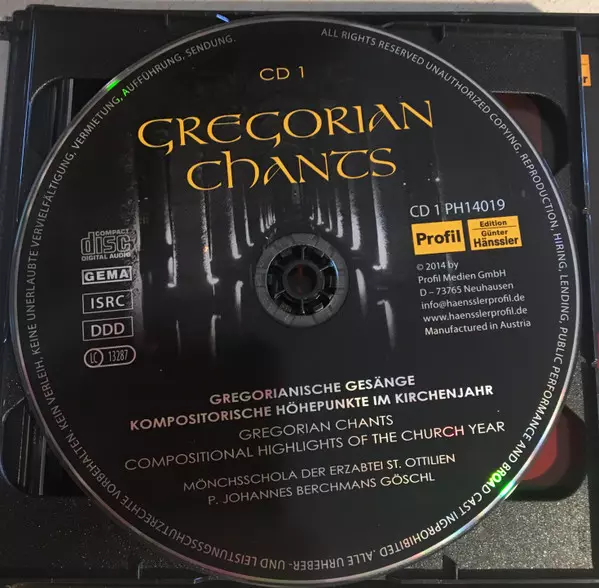 CD 1
GREGORIAN
CHANTS
CD 1 PH14019
Profil
Edition
Günter
Hänssler
© 2014 by
Profil Medien GmbH
D – 73765 Neuhausen
info@haensslerprofil.de
www.haensslerprofil.de
Manufactured in Austria
COMPACT
disc
DIGITAL AUDIO
GEMA
ISRC
DDD
LC 13287
GREGORIANISCHE GESÄNGE
KOMPOSITORISCHE HÖHEPUNKTE IM KIRCHENJAHR
GREGORIAN CHANTS
COMPOSITIONAL HIGHLIGHTS OF THE CHURCH YEAR
MÖNCHSSCHOLA DER ERZABTEI ST. OTTILIEN
P. JOHANNES BERCHMANS GÖSCHL
ALL RIGHTS RESERVED UNAUTHORIZED COPYING, REPRODUCTION, HIRING, LENDING PUBLIC PERFORMANCE AND BROAD CAST INGPROHIBITED. ALLE URHEBER- UND LEISTUNGSSCHUTZRECHTE VORBEHALTEN. KEIN VERLEIH. KEINE UNERLAUBTE VERVIELFÄLTIGUNG, VERMIETUNG, AUFFÜHRUNG, SENDUNG.